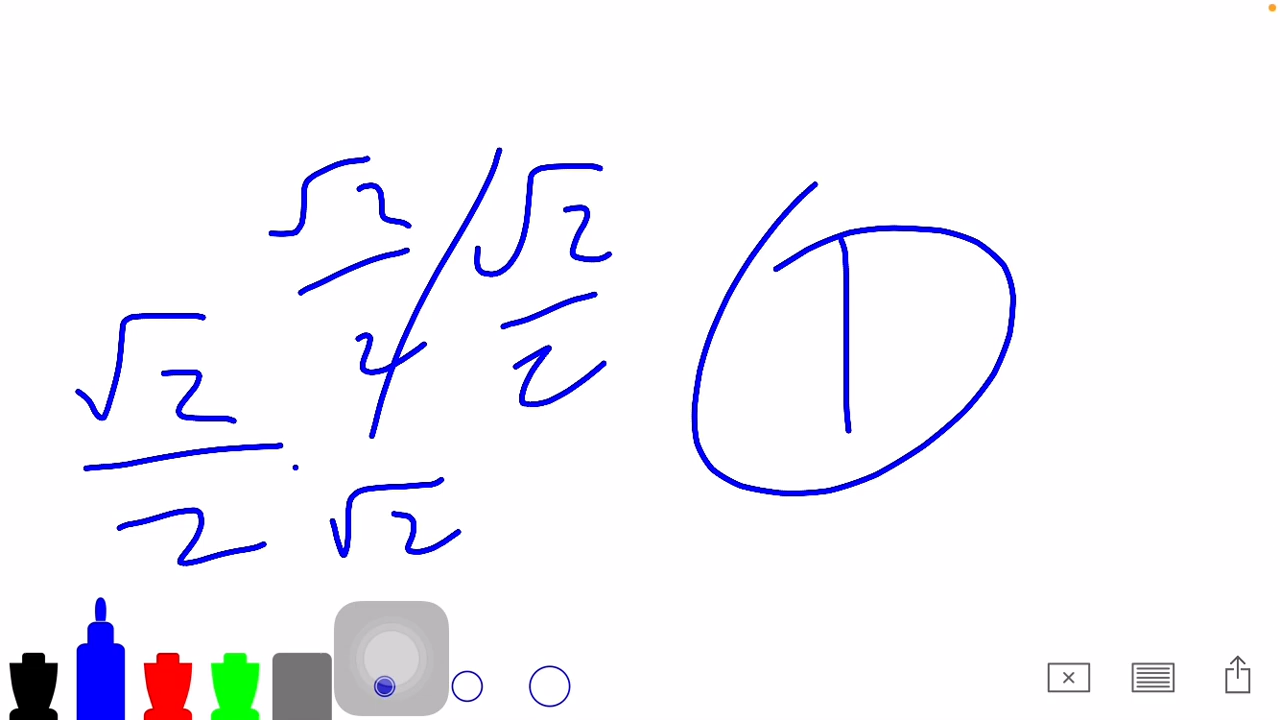 √2/2 / √2/2
1
√2/2 · √2